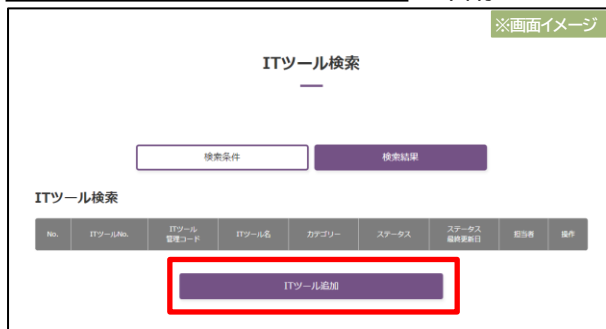 ※画面イメージ
ITツール検索
検索条件
検索結果
ITツール検索
No.
ITツールNo.
ITツール
管理コード
ITツール名
カテゴリー
ステータス
ステータス
最終更新日
担当者
操作
ITツール追加